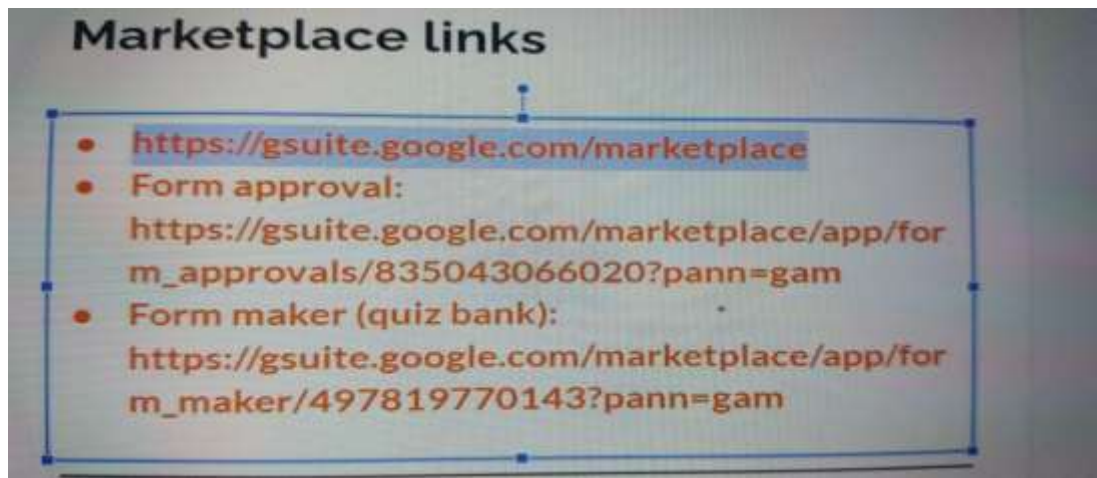 Marketplace links
• https://gsuite.google.com/marketplace
• Form approval:
https://gsuite.google.com/marketplace/app/for
m_approvals/835043066020?pann=gam
• Form maker (quiz bank):
https://gsuite.google.com/marketplace/app/for
m_maker/497819770143?pann=gam